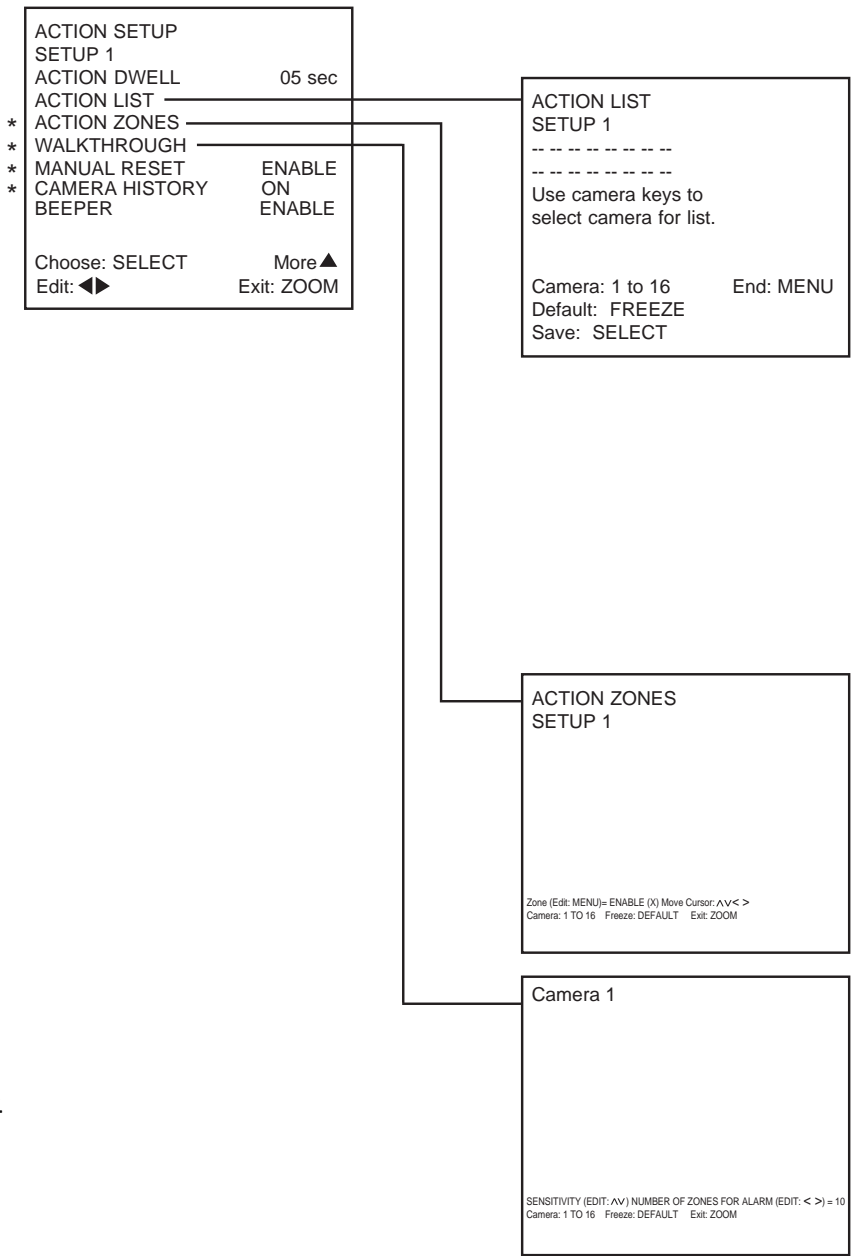 ACTION SETUP
SETUP 1
ACTION DWELL 05 sec
ACTION LIST
* ACTION ZONES
* WALKTHROUGH
* MANUAL RESET ENABLE
* CAMERA HISTORY ON
BEEPER ENABLE
Choose: SELECT More ▲
Edit: ◀▶ Exit: ZOOM
ACTION LIST
SETUP 1
-- -- -- -- -- -- -- --
-- -- -- -- -- -- -- --
Use camera keys to
select camera for list.
Camera: 1 to 16 End: MENU
Default: FREEZE
Save: SELECT
ACTION ZONES
SETUP 1
Zone (Edit: MENU)= ENABLE (X) Move Cursor: ∧∨< >
Camera: 1 TO 16 Freeze: DEFAULT Exit: ZOOM
Camera 1
SENSITIVITY (EDIT: ∧∨) NUMBER OF ZONES FOR ALARM (EDIT: < >) = 10
Camera: 1 TO 16 Freeze: DEFAULT Exit: ZOOM